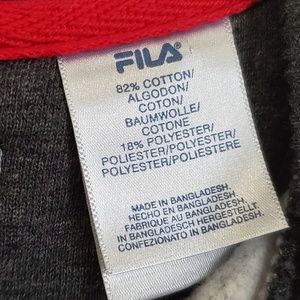 FILA®
82% COTTON/
ALGODON/
COTON/
BAUMWOLLE/
COTONE
18% POLYESTER/
POLIESTER/POLYESTER/
POLYESTER/POLIESTERE
MADE IN BANGLADESH.
HECHO EN BANGLADESH.
FABRIQUE AU BANGLADESH.
IN BANGLADESCH HERGESTELLT.
CONFEZIONATO IN BANGLADESH.